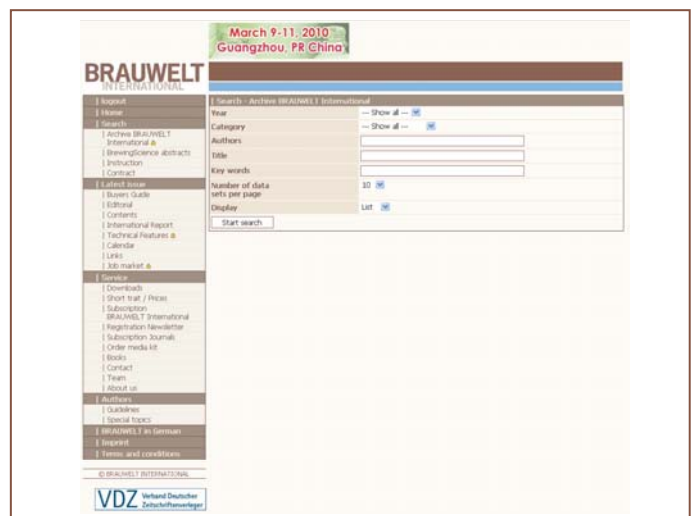 March 9-11, 2010
Guangzhou, PR China
BRAUWELT
INTERNATIONAL
| logout
| Home
| Search
| Archive BRAUWELT
International
| BrewingScience abstracts
| Instruction
| Contract
| Latest issue
| Buyers Guide
| Editorial
| Contents
| International Report
| Technical Features
| Calendar
| Links
| Job market
| Service
| Downloads
| Short trait / Prices
| Subscription
BRAUWELT International
| Registration Newsletter
| Subscription Journals
| Order media kit
| Books
| Contact
| Team
| About us
| Authors
| Guidelines
| Special topics
| BRAUWELT in German
| Imprint
| Terms and conditions
© BRAUWELT INTERNATIONAL
VDZ Verband Deutscher
Zeitschriftenverleger
| Search - Archive BRAUWELT International
Year --- Show all ---
Category --- Show all ---
Authors
Title
Key words
Number of data 10
sets per page
Display List
Start search